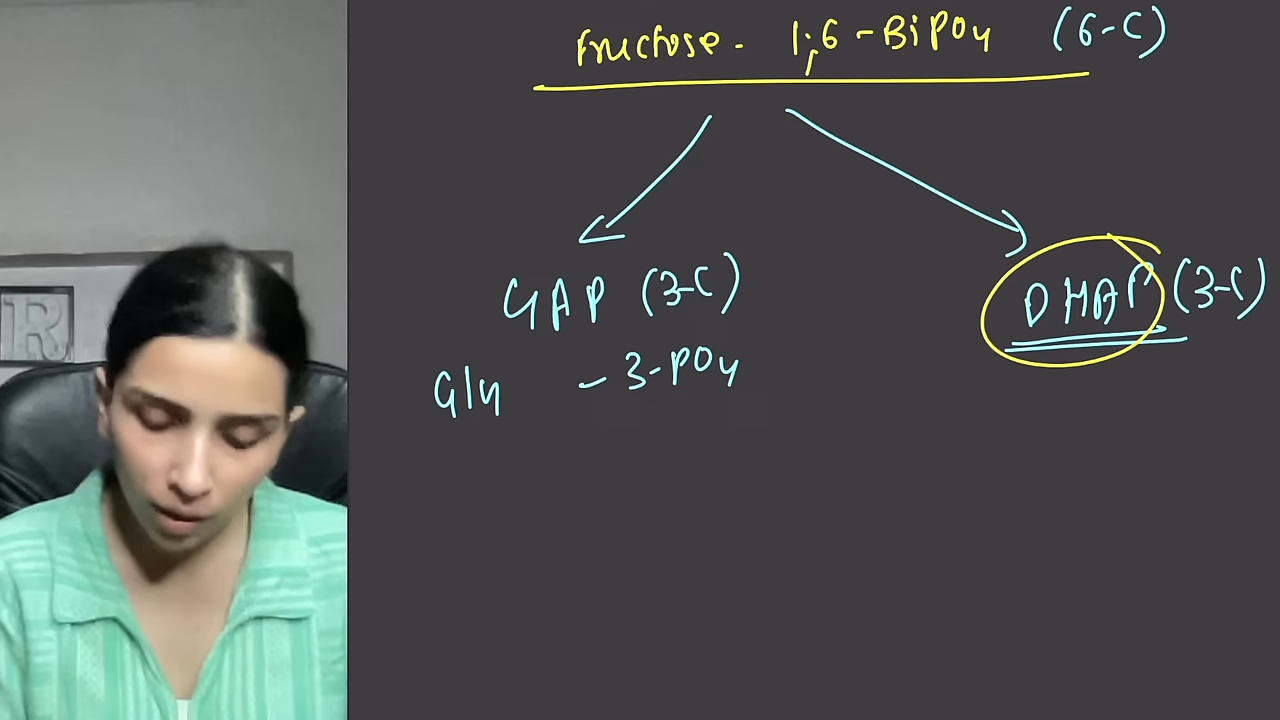 Fructose - 1;6-BiPO4 (6-C)
GAP (3-C)
DHAP (3-C)
Gly - 3-PO4
R